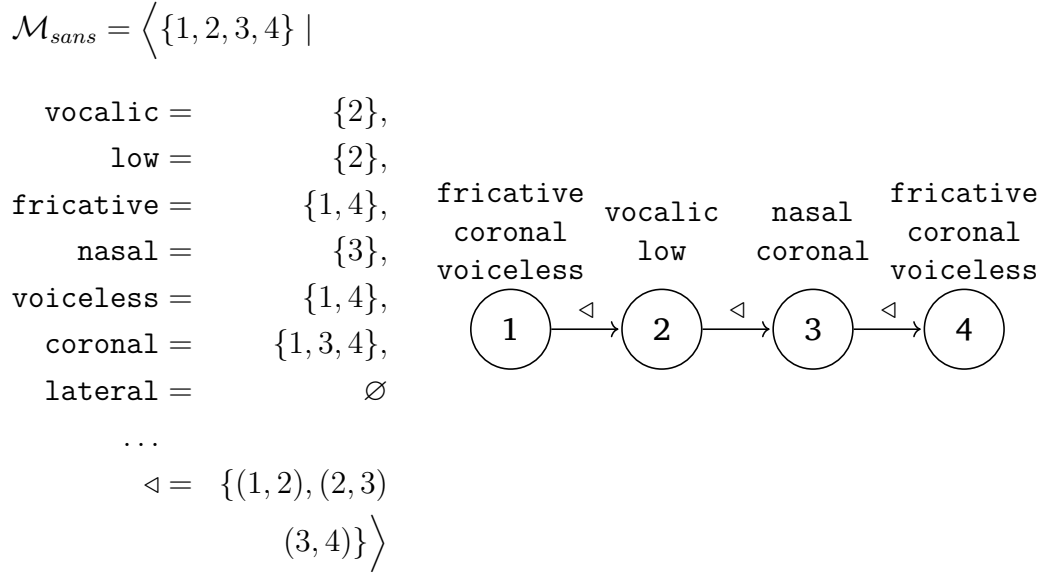 ℳ_sans = ⟨{1, 2, 3, 4} |
vocalic = {2},
low = {2},
fricative = {1, 4},
nasal = {3},
voiceless = {1, 4},
coronal = {1, 3, 4},
lateral = ∅
...
◁ = {(1, 2), (2, 3)
(3, 4)}⟩
fricative
coronal
voiceless
vocalic
low
nasal
coronal
fricative
coronal
voiceless
1 ◁ 2 ◁ 3 ◁ 4